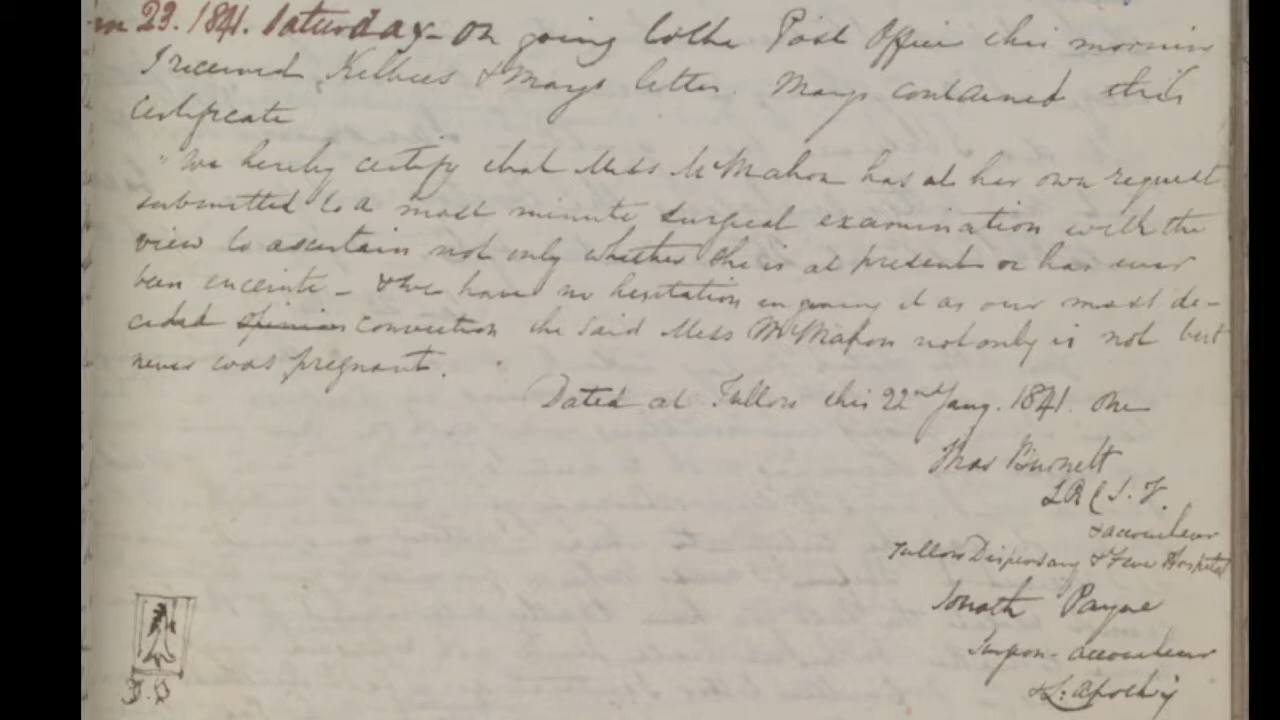 23. 1841. Saturday - On going to the Post Office this morning
I received & Marys letter. Marys contained this
Certificate
"We hereby certify that Miss McMahon has at her own request
submitted to a most minute surgical examination with the
view to ascertain not only whether she is at present or has ever
been enceinte - & we have no hesitation in giving it as our most de-
cided opinion conviction the said Miss McMahon not only is not but
never was pregnant.
Dated at Tullow this 22nd Jany. 1841. One
Thos Burnett
& accoucheur
Tullow Dispensary & Fever Hospital
Jonath Payne
Surgeon - accoucheur